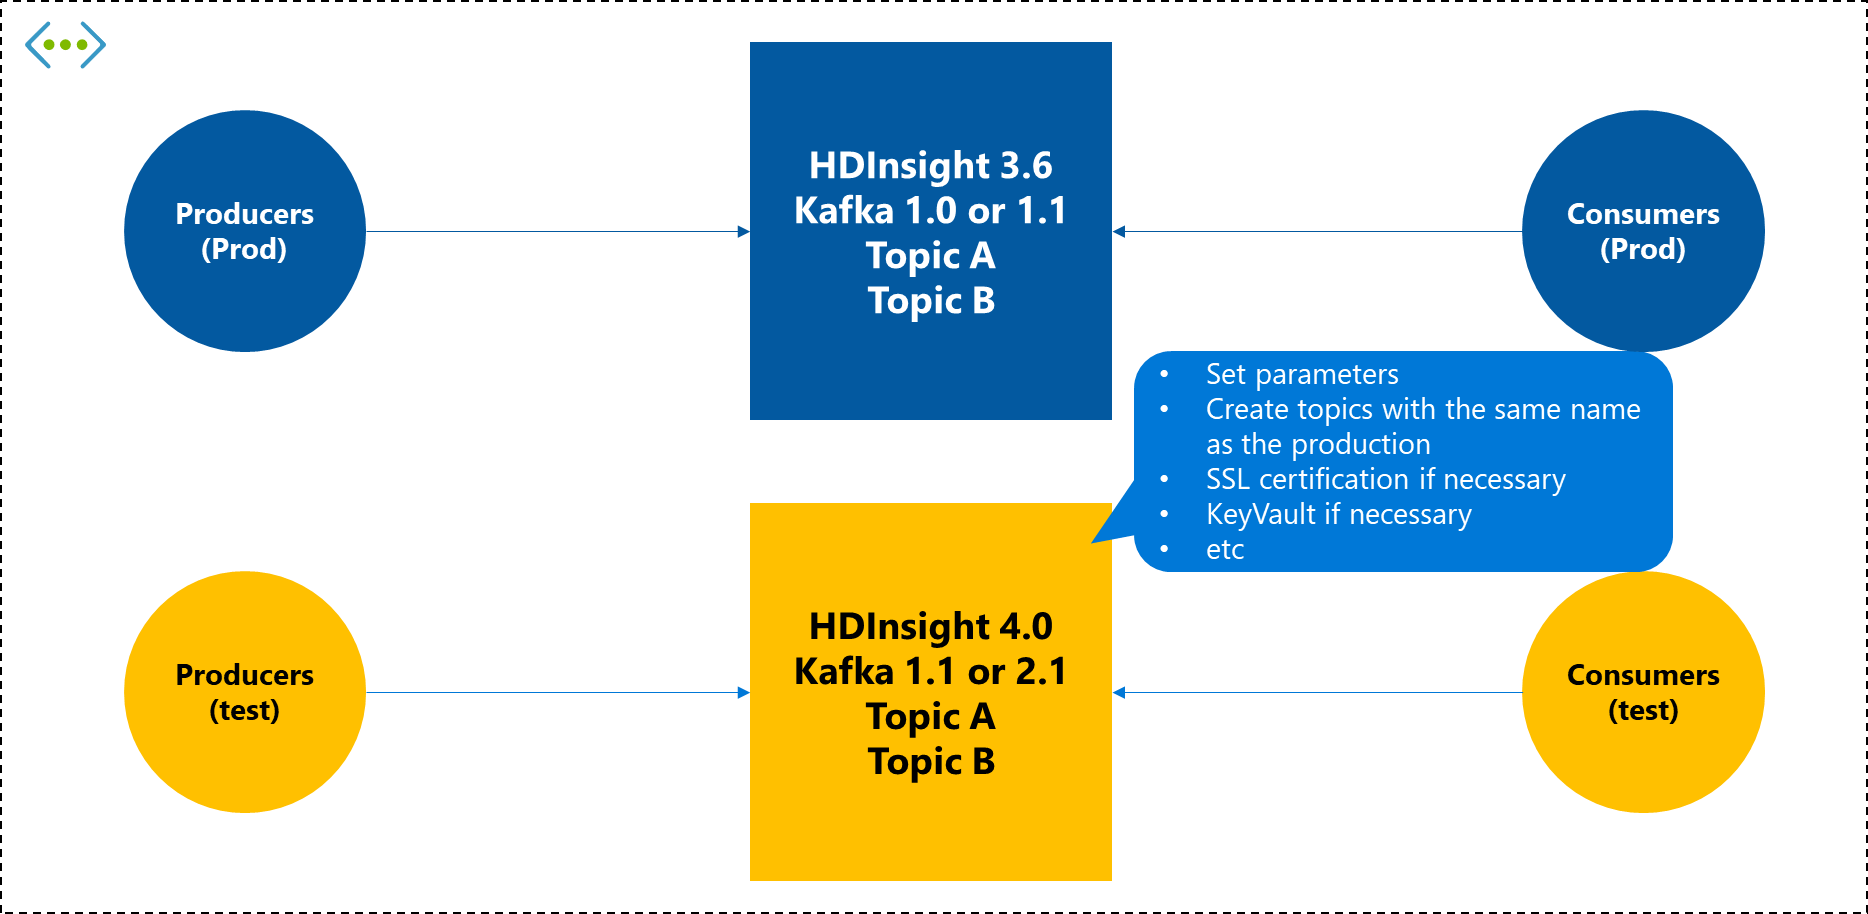 Producers
(Prod)
HDInsight 3.6
Kafka 1.0 or 1.1
Topic A
Topic B
Consumers
(Prod)
• Set parameters
• Create topics with the same name
as the production
• SSL certification if necessary
• KeyVault if necessary
• etc
Producers
(test)
HDInsight 4.0
Kafka 1.1 or 2.1
Topic A
Topic B
Consumers
(test)